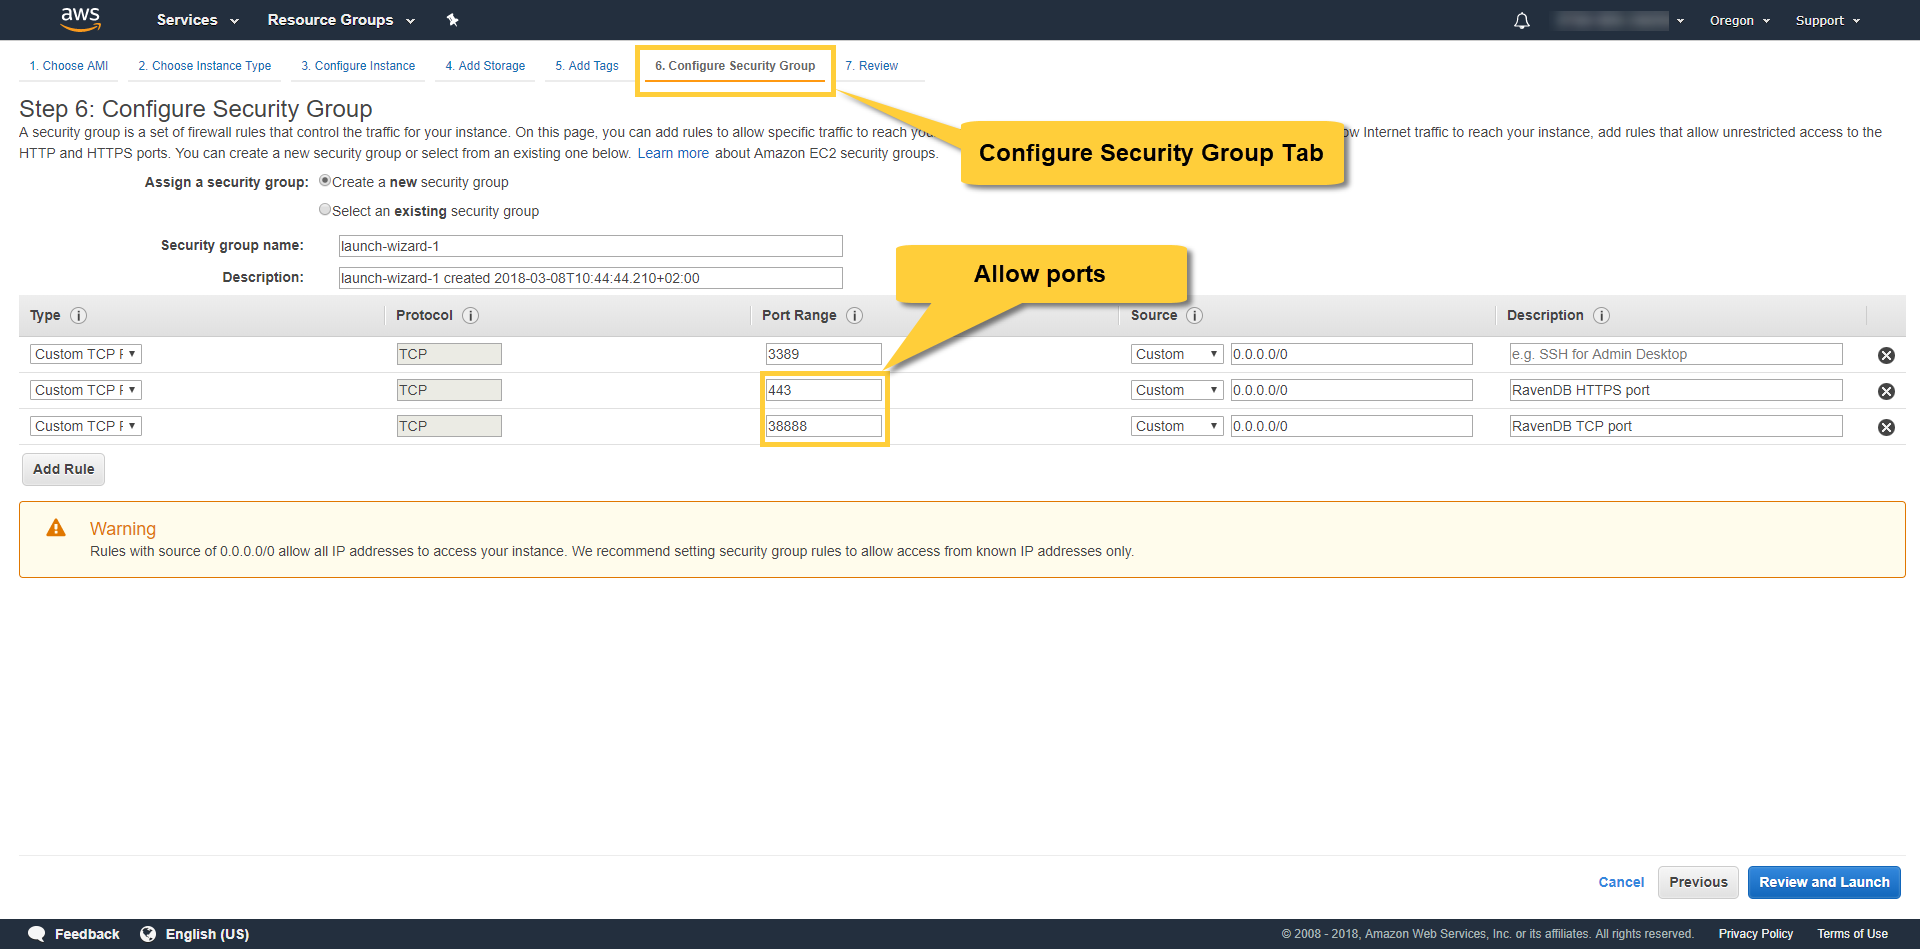 aws Services Resource Groups Oregon Support
1. Choose AMI 2. Choose Instance Type 3. Configure Instance 4. Add Storage 5. Add Tags 6. Configure Security Group 7. Review
Step 6: Configure Security Group
A security group is a set of firewall rules that control the traffic for your instance. On this page, you can add rules to allow specific traffic to reach Internet traffic to reach your instance, add rules that allow unrestricted access to the
HTTP and HTTPS ports. You can create a new security group or select from an existing one below. Learn more about Amazon EC2 security groups.
Configure Security Group Tab
Assign a security group: Create a new security group
Select an existing security group
Security group name: launch-wizard-1
Description: launch-wizard-1 created 2018-03-08T10:44:44.210+02:00
Allow ports
Type Protocol Port Range Source Description
Custom TCP TCP 3389 Custom 0.0.0.0/0 e.g. SSH for Admin Desktop
Custom TCP TCP 443 Custom 0.0.0.0/0 RavenDB HTTPS port
Custom TCP TCP 38888 Custom 0.0.0.0/0 RavenDB TCP port
Add Rule
Warning
Rules with source of 0.0.0.0/0 allow all IP addresses to access your instance. We recommend setting security group rules to allow access from known IP addresses only.
Cancel Previous Review and Launch
Feedback English (US) © 2008 - 2018, Amazon Web Services, Inc. or its affiliates. All rights reserved. Privacy Policy Terms of Use